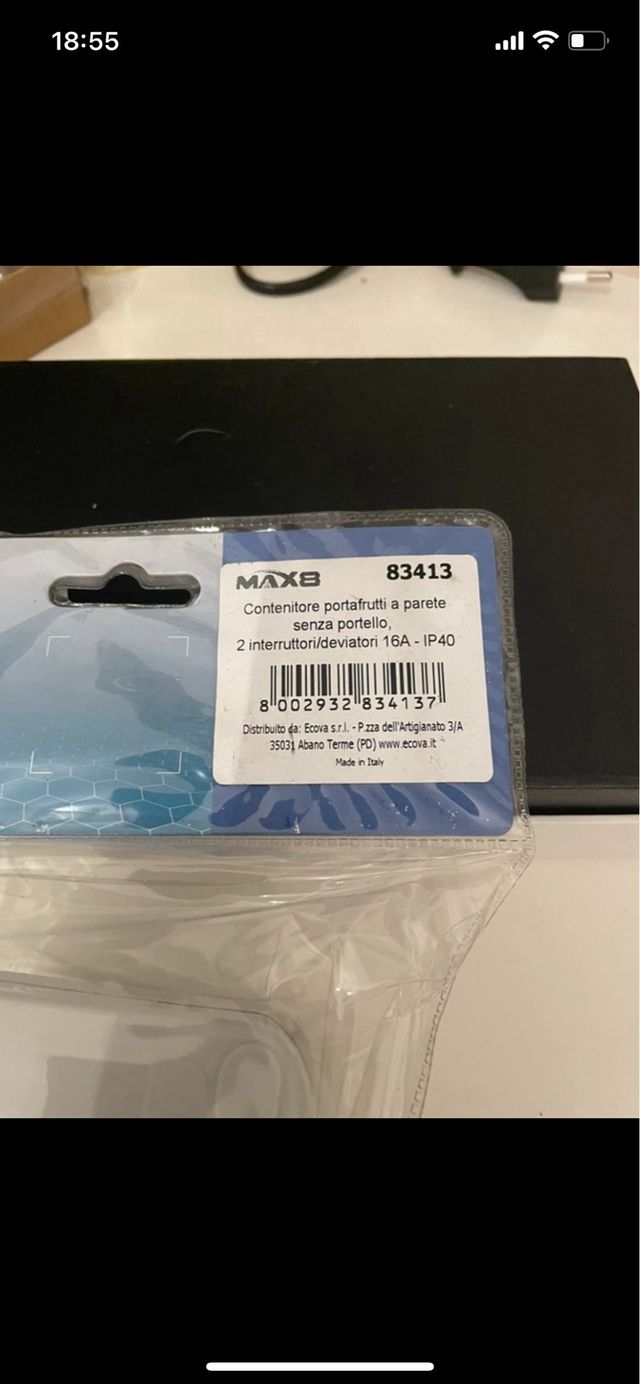 18:55
MAX8 83413
Contenitore portafrutti a parete
senza portello,
2 interruttori/deviatori 16A - IP40
8 002932 834137
Distribuito da: Ecova s.r.l. - P.zza dell'Artigianato 3/A
35031 Abano Terme (PD) www.ecova.it
Made in Italy